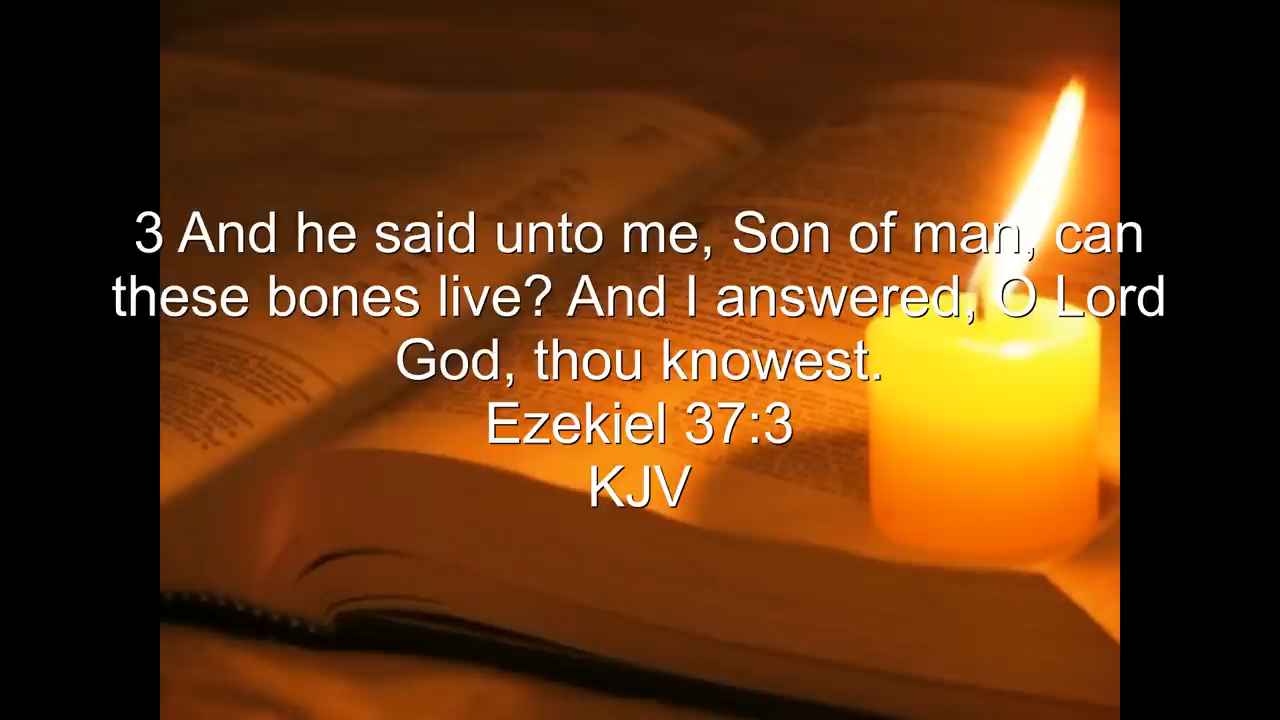 3 And he said unto me, Son of man, can
these bones live? And I answered, O Lord
God, thou knowest.
Ezekiel 37:3
KJV